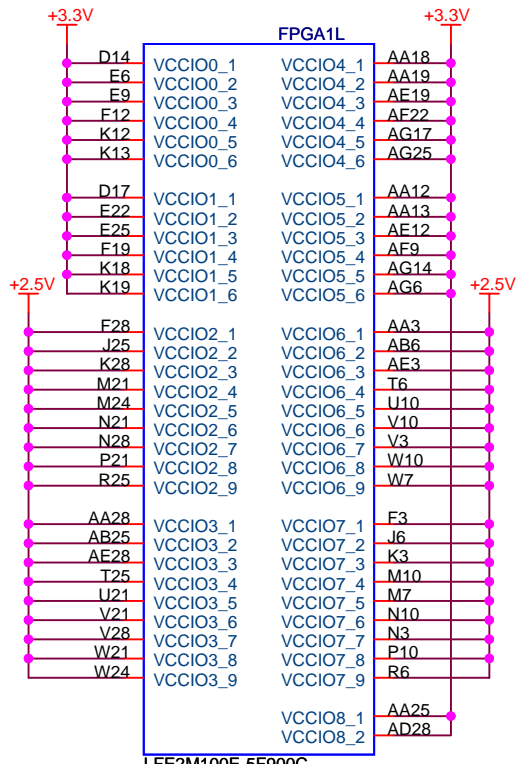 +3.3V +3.3V
FPGA1L
D14 VCCIO0_1 VCCIO4_1 AA18
E6 VCCIO0_2 VCCIO4_2 AA19
E9 VCCIO0_3 VCCIO4_3 AE19
F12 VCCIO0_4 VCCIO4_4 AF22
K12 VCCIO0_5 VCCIO4_5 AG17
K13 VCCIO0_6 VCCIO4_6 AG25
D17 VCCIO1_1 VCCIO5_1 AA12
E22 VCCIO1_2 VCCIO5_2 AA13
E25 VCCIO1_3 VCCIO5_3 AE12
F19 VCCIO1_4 VCCIO5_4 AF9
K18 VCCIO1_5 VCCIO5_5 AG14
K19 VCCIO1_6 VCCIO5_6 AG6
+2.5V +2.5V
F28 VCCIO2_1 VCCIO6_1 AA3
J25 VCCIO2_2 VCCIO6_2 AB6
K28 VCCIO2_3 VCCIO6_3 AE3
M21 VCCIO2_4 VCCIO6_4 T6
M24 VCCIO2_5 VCCIO6_5 U10
N21 VCCIO2_6 VCCIO6_6 V10
N28 VCCIO2_7 VCCIO6_7 V3
P21 VCCIO2_8 VCCIO6_8 W10
R25 VCCIO2_9 VCCIO6_9 W7
AA28 VCCIO3_1 VCCIO7_1 F3
AB25 VCCIO3_2 VCCIO7_2 J6
AE28 VCCIO3_3 VCCIO7_3 K3
T25 VCCIO3_4 VCCIO7_4 M10
U21 VCCIO3_5 VCCIO7_5 M7
V21 VCCIO3_6 VCCIO7_6 N10
V28 VCCIO3_7 VCCIO7_7 N3
W21 VCCIO3_8 VCCIO7_8 P10
W24 VCCIO3_9 VCCIO7_9 R6
VCCIO8_1 AA25
VCCIO8_2 AD28
LFE2M100E-5F900C